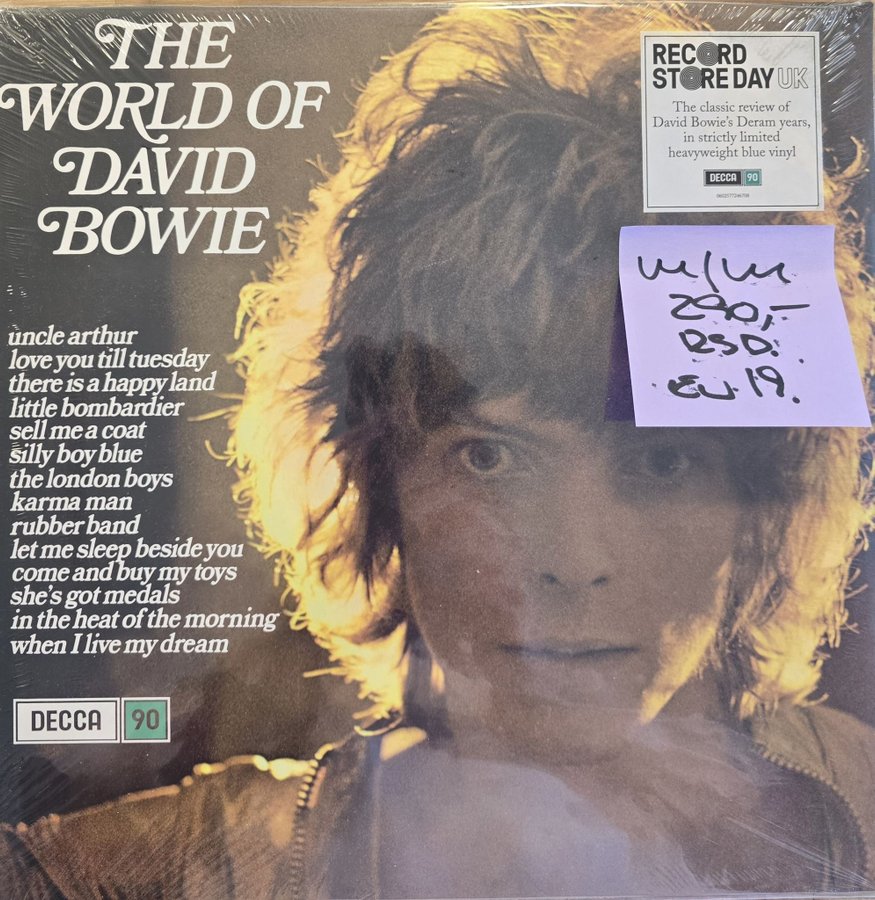 THE
WORLD OF
DAVID
BOWIE
RECORD
STORE DAY UK
The classic review of
David Bowie's Deram years,
in strictly limited
heavyweight blue vinyl
DECCA 90
0602577246708
m/m
290,-
RSD.
EU.19.
uncle arthur
love you till tuesday
there is a happy land
little bombardier
sell me a coat
silly boy blue
the london boys
karma man
rubber band
let me sleep beside you
come and buy my toys
she's got medals
in the heat of the morning
when I live my dream
DECCA 90